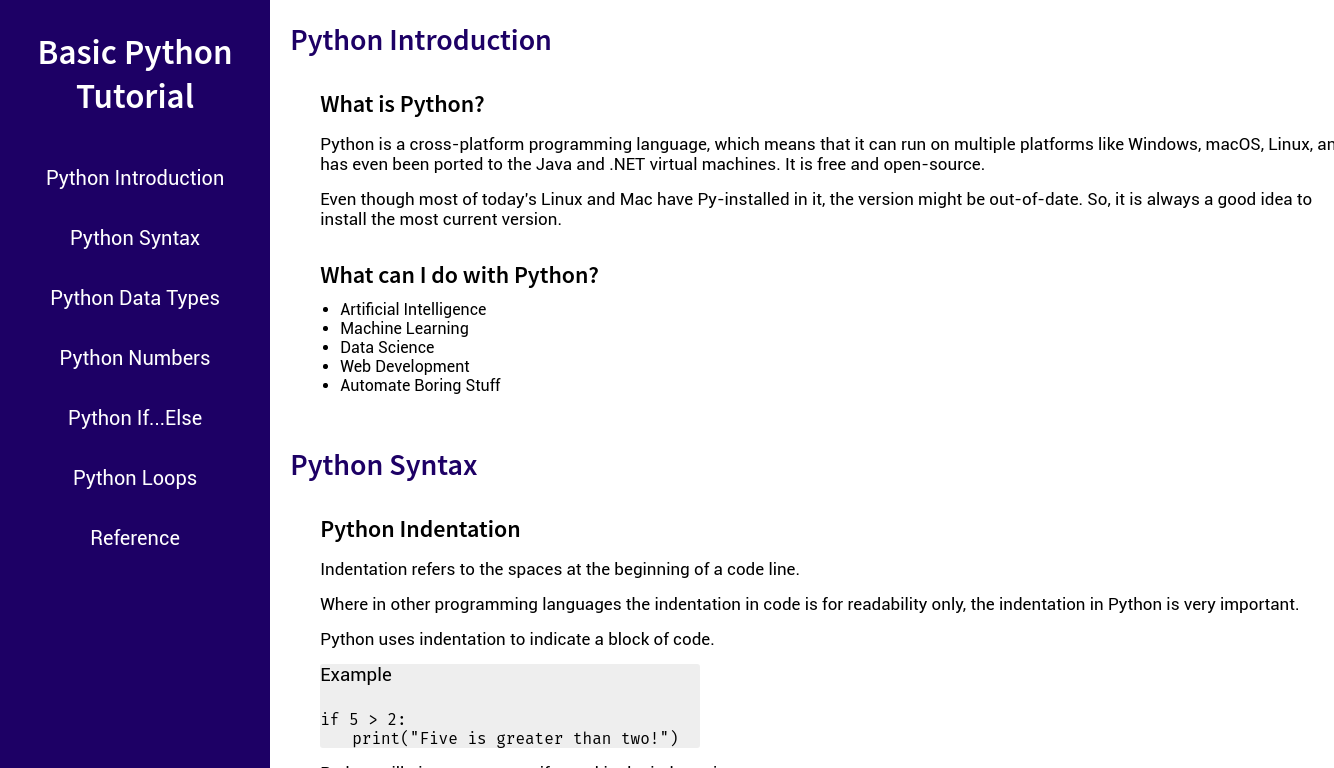 Basic Python
Tutorial
Python Introduction
Python Syntax
Python Data Types
Python Numbers
Python If...Else
Python Loops
Reference
Python Introduction
What is Python?
Python is a cross-platform programming language, which means that it can run on multiple platforms like Windows, macOS, Linux,
has even been ported to the Java and .NET virtual machines. It is free and open-source.
Even though most of today's Linux and Mac have Py-installed in it, the version might be out-of-date. So, it is always a good idea to
install the most current version.
What can I do with Python?
• Artificial Intelligence
• Machine Learning
• Data Science
• Web Development
• Automate Boring Stuff
Python Syntax
Python Indentation
Indentation refers to the spaces at the beginning of a code line.
Where in other programming languages the indentation in code is for readability only, the indentation in Python is very important.
Python uses indentation to indicate a block of code.
Example
if 5 > 2:
   print("Five is greater than two!")